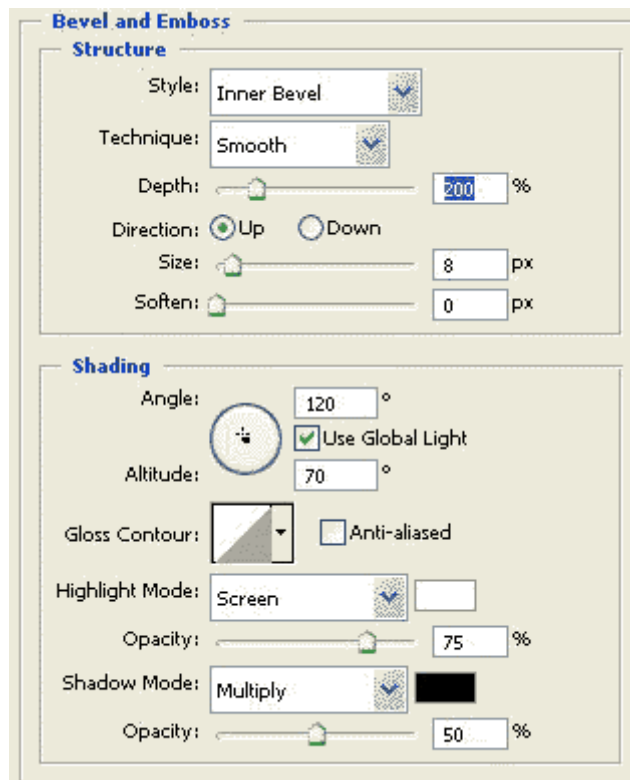 Bevel and Emboss
Structure
Style: Inner Bevel
Technique: Smooth
Depth: 200 %
Direction: Up Down
Size: 8 px
Soften: 0 px
Shading
Angle: 120 °
Use Global Light
Altitude: 70 °
Gloss Contour: Anti-aliased
Highlight Mode: Screen
Opacity: 75 %
Shadow Mode: Multiply
Opacity: 50 %